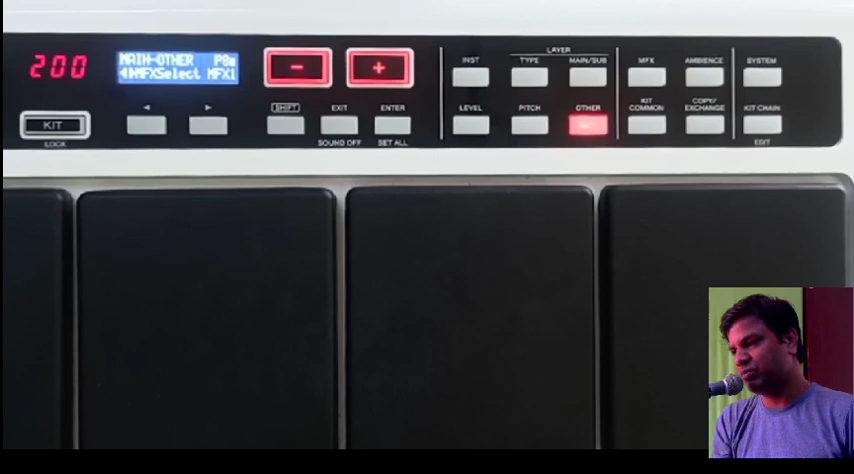 200
MAIN-OTHER P8m
MFXSelect MFX1
- +
INST
LAYER
TYPE MAIN/SUB
MFX AMBIENCE SYSTEM
KIT
LOCK
SHIFT EXIT ENTER
SOUND OFF SET ALL
LEVEL PITCH OTHER
KIT COMMON
COPY/ EXCHANGE
KIT CHAIN
EDIT